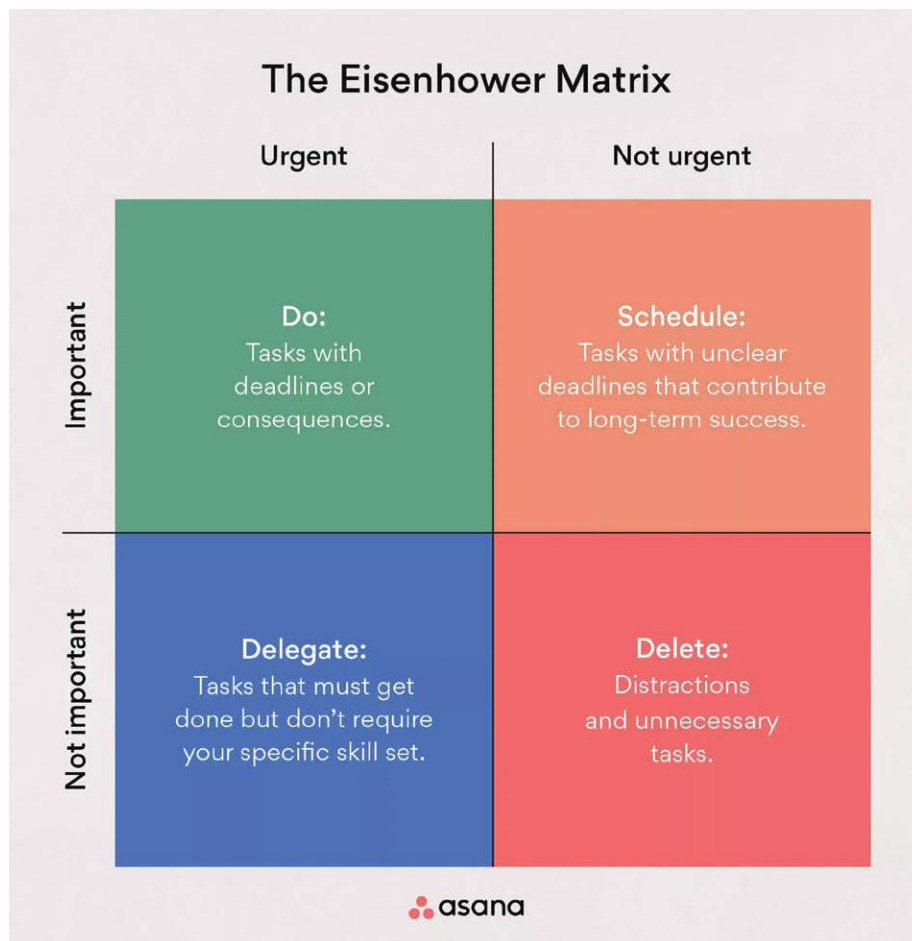 The Eisenhower Matrix
Urgent
Not urgent
Important
Do:
Tasks with
deadlines or
consequences.
Schedule:
Tasks with unclear
deadlines that contribute
to long-term success.
Not important
Delegate:
Tasks that must get
done but don’t require
your specific skill set.
Delete:
Distractions
and unnecessary
tasks.
asana